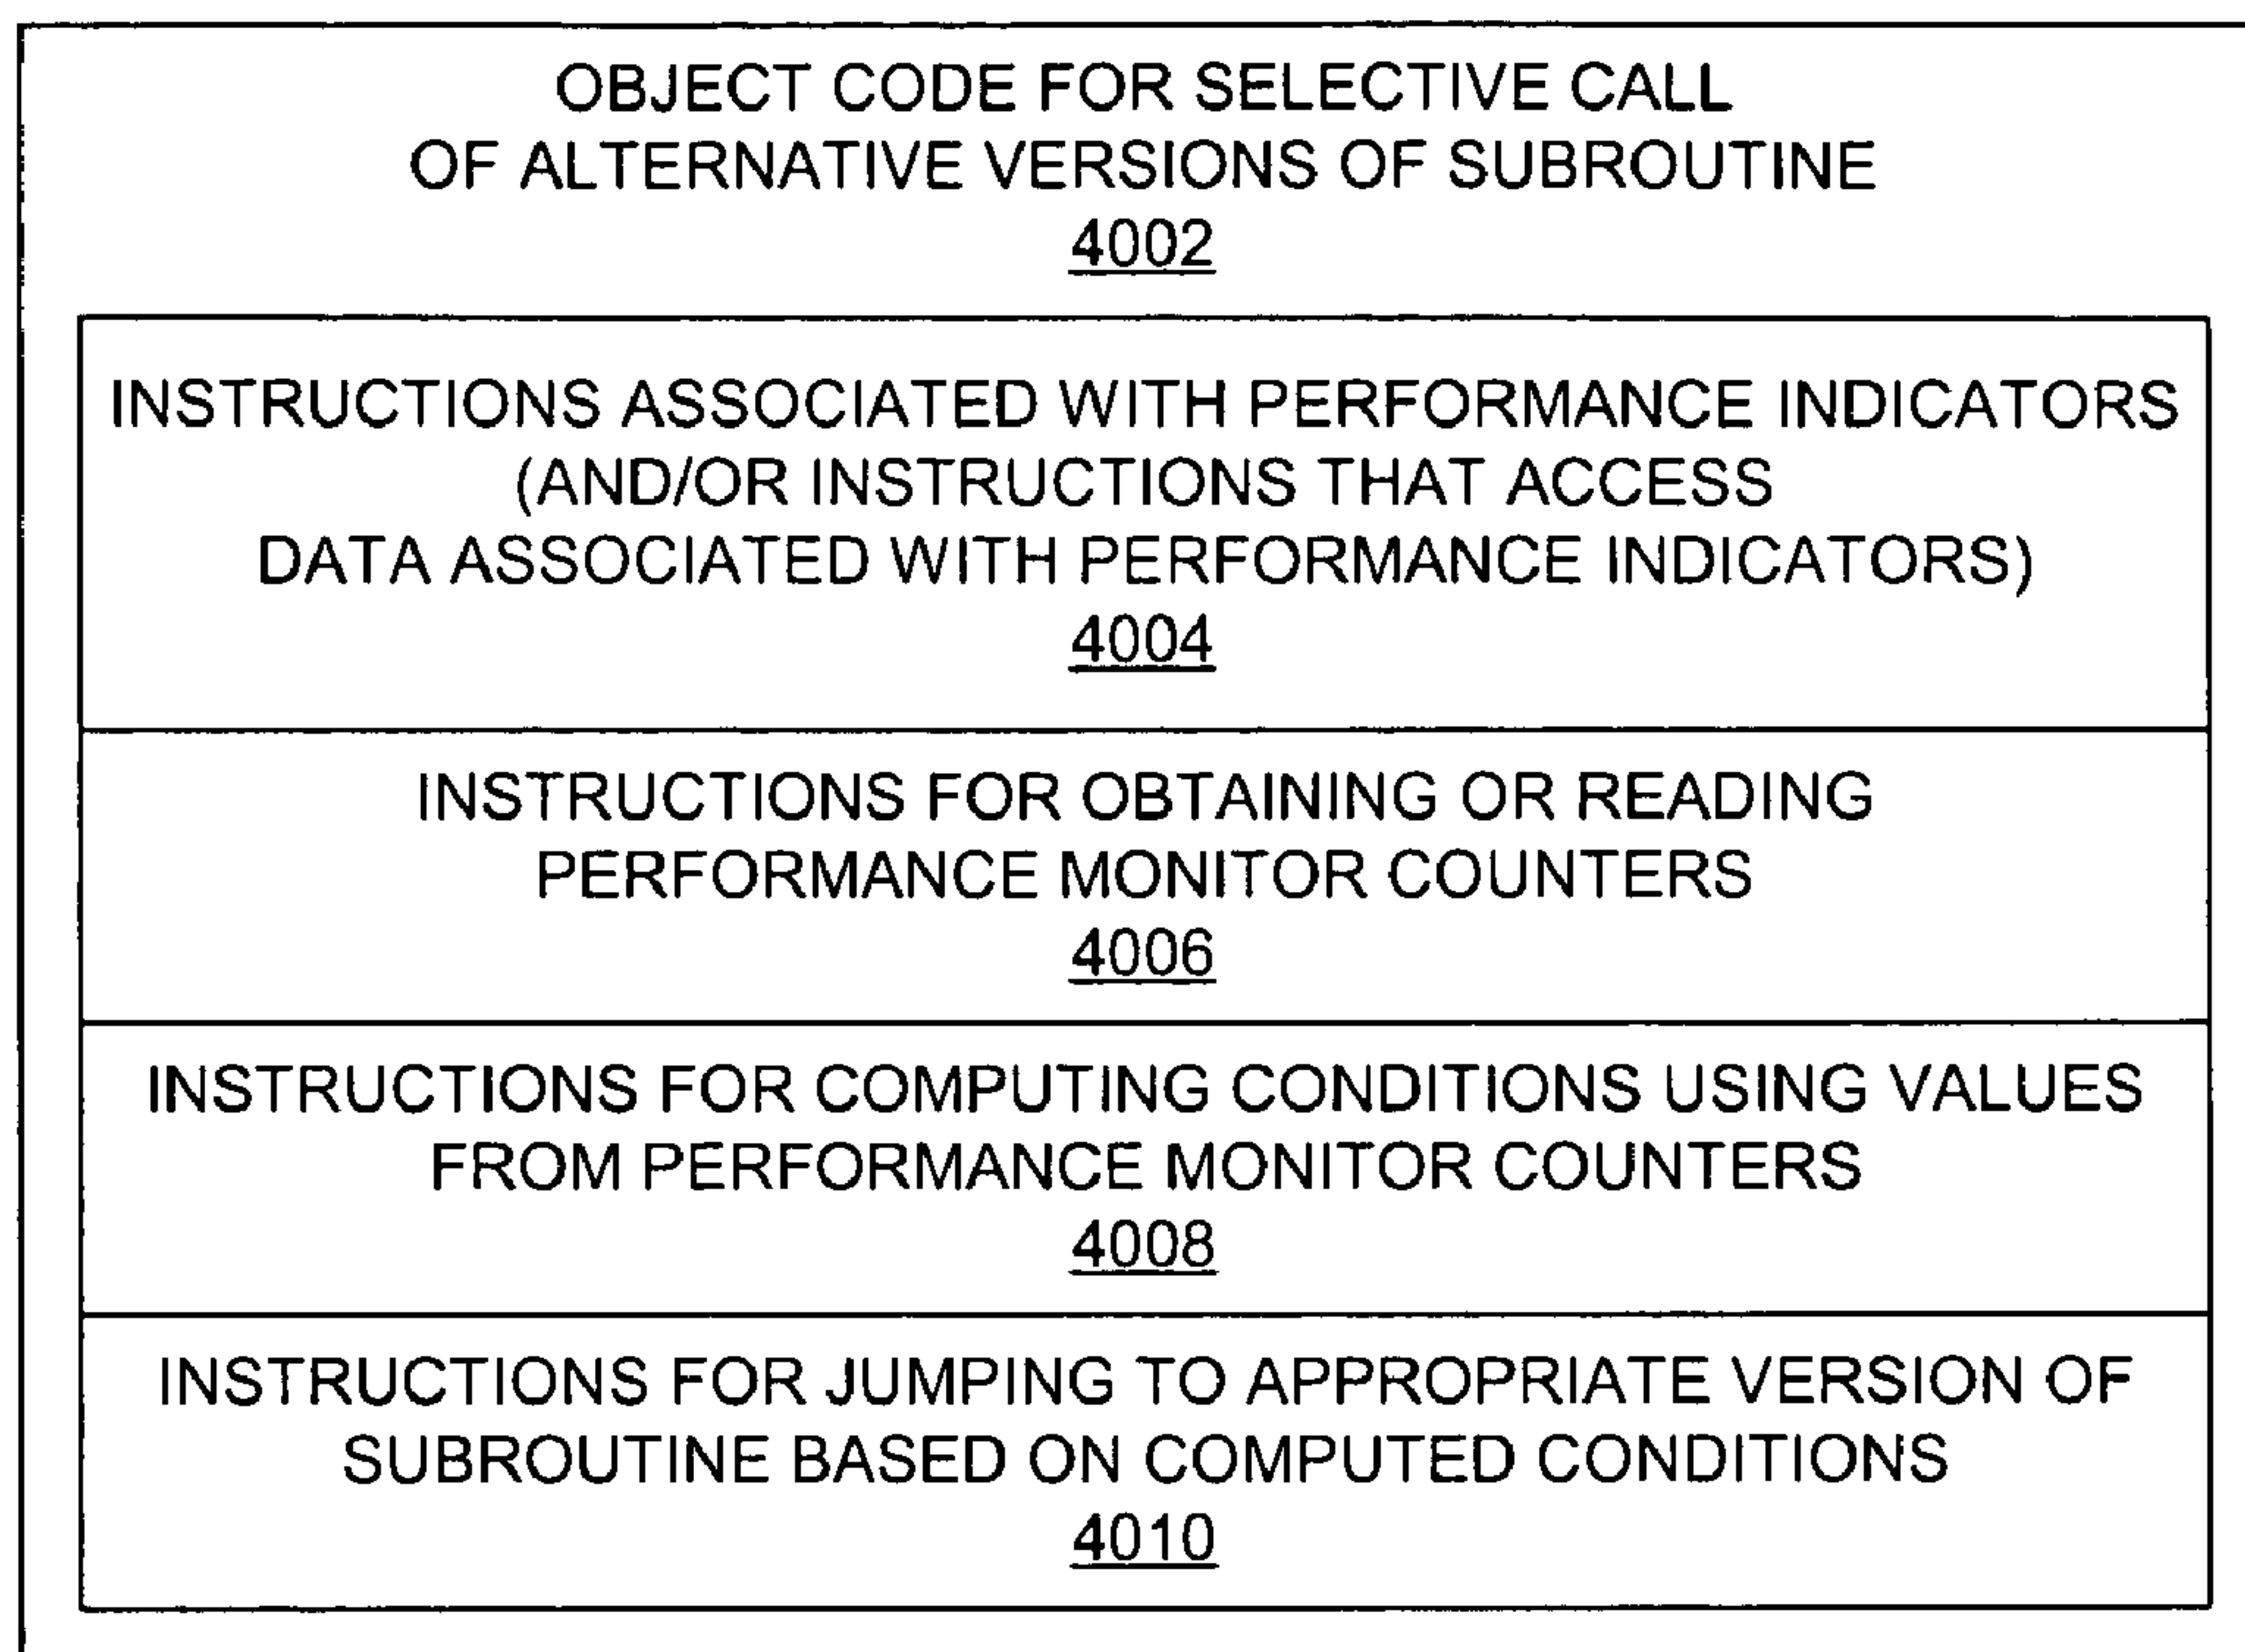 OBJECT CODE FOR SELECTIVE CALL
OF ALTERNATIVE VERSIONS OF SUBROUTINE
4002
INSTRUCTIONS ASSOCIATED WITH PERFORMANCE INDICATORS
(AND/OR INSTRUCTIONS THAT ACCESS
DATA ASSOCIATED WITH PERFORMANCE INDICATORS)
4004
INSTRUCTIONS FOR OBTAINING OR READING
PERFORMANCE MONITOR COUNTERS
4006
INSTRUCTIONS FOR COMPUTING CONDITIONS USING VALUES
FROM PERFORMANCE MONITOR COUNTERS
4008
INSTRUCTIONS FOR JUMPING TO APPROPRIATE VERSION OF
SUBROUTINE BASED ON COMPUTED CONDITIONS
4010